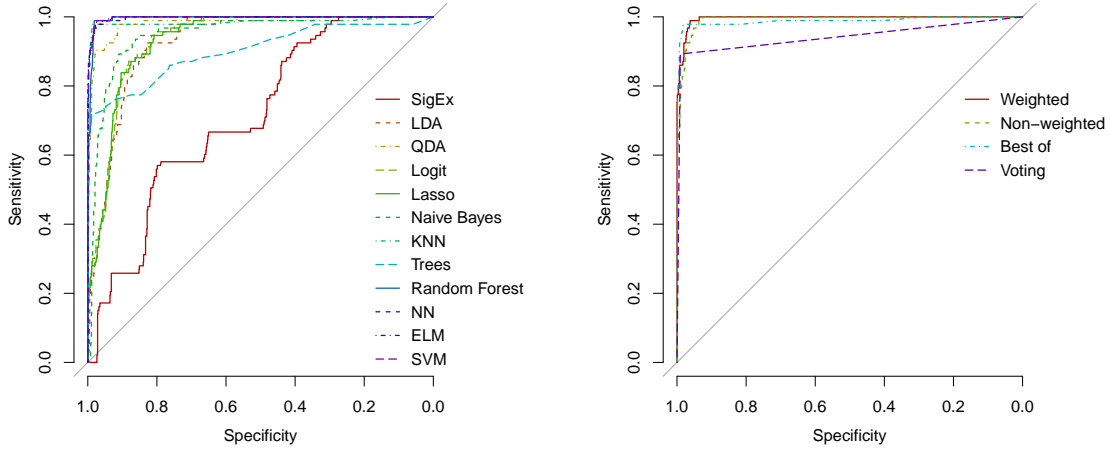 Sensitivity
1.0
0.8
0.6
0.4
0.2
0.0
SigEx
LDA
QDA
Logit
Lasso
Naive Bayes
KNN
Trees
Random Forest
NN
ELM
SVM
1.0 0.8 0.6 0.4 0.2 0.0
Specificity
Sensitivity
1.0
0.8
0.6
0.4
0.2
0.0
Weighted
Non−weighted
Best of
Voting
1.0 0.8 0.6 0.4 0.2 0.0
Specificity